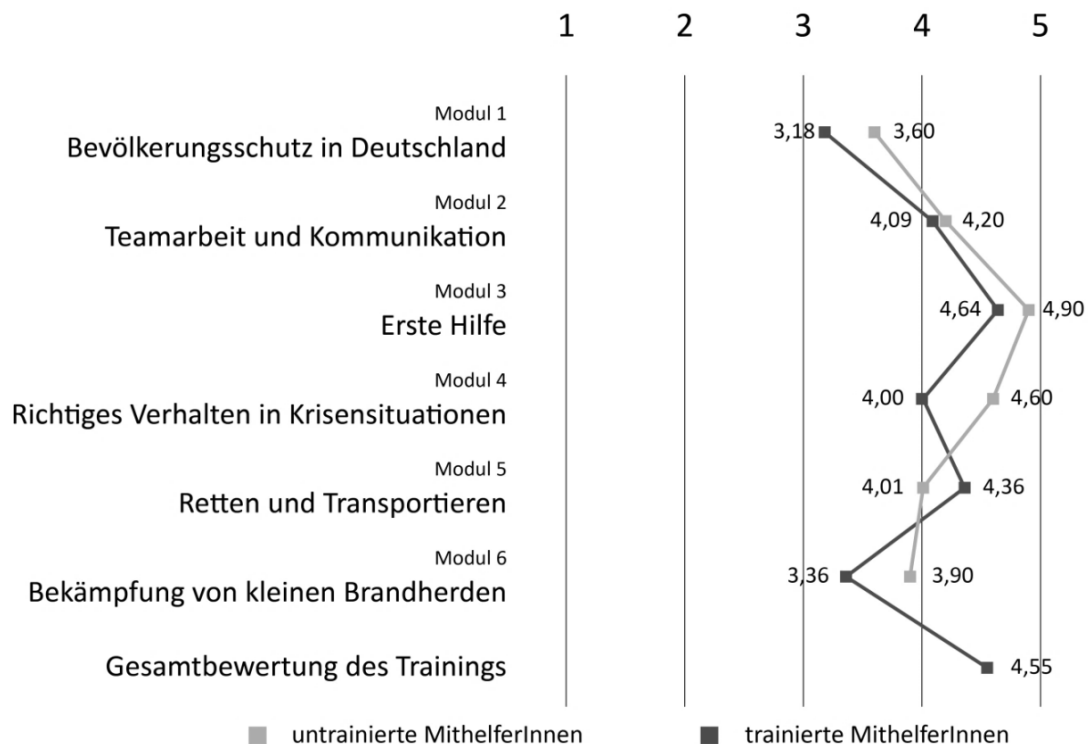 1 2 3 4 5
Modul 1
Bevölkerungsschutz in Deutschland
3,18 3,60
Modul 2
Teamarbeit und Kommunikation
4,09 4,20
Modul 3
Erste Hilfe
4,64 4,90
Modul 4
Richtiges Verhalten in Krisensituationen
4,00 4,60
Modul 5
Retten und Transportieren
4,01 4,36
Modul 6
Bekämpfung von kleinen Brandherden
3,36 3,90
Gesamtbewertung des Trainings
4,55
untrainierte MithelferInnen trainierte MithelferInnen